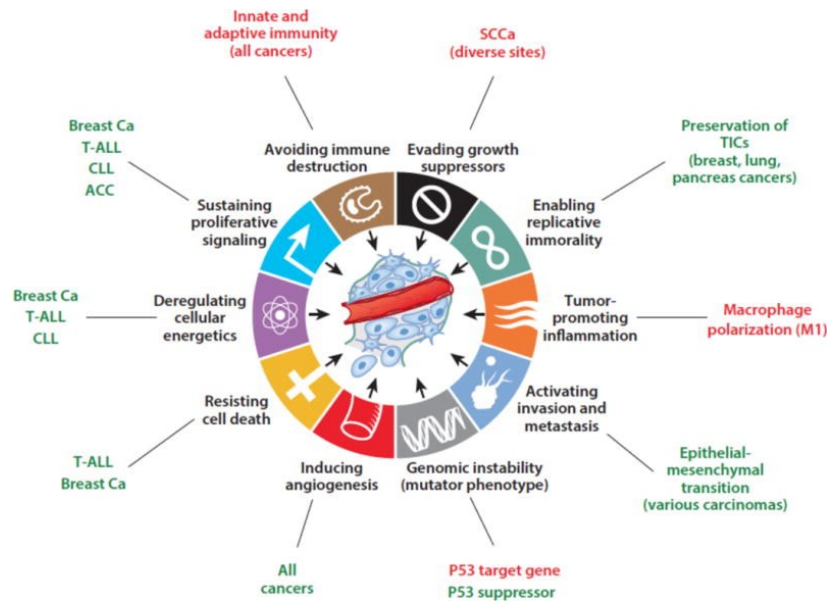 Innate and
adaptive immunity
(all cancers)
SCCa
(diverse sites)
Breast Ca
T-ALL
CLL
ACC
Avoiding immune
destruction
Evading growth
suppressors
Preservation of
TICs
(breast, lung,
pancreas cancers)
Sustaining
proliferative
signaling
Enabling
replicative
immorality
Breast Ca
T-ALL
CLL
Deregulating
cellular
energetics
Tumor-
promoting
inflammation
Macrophage
polarization (M1)
Resisting
cell death
Activating
invasion and
metastasis
T-ALL
Breast Ca
Inducing
angiogenesis
Genomic instability
(mutator phenotype)
Epithelial-
mesenchymal
transition
(various carcinomas)
All
cancers
P53 target gene
P53 suppressor